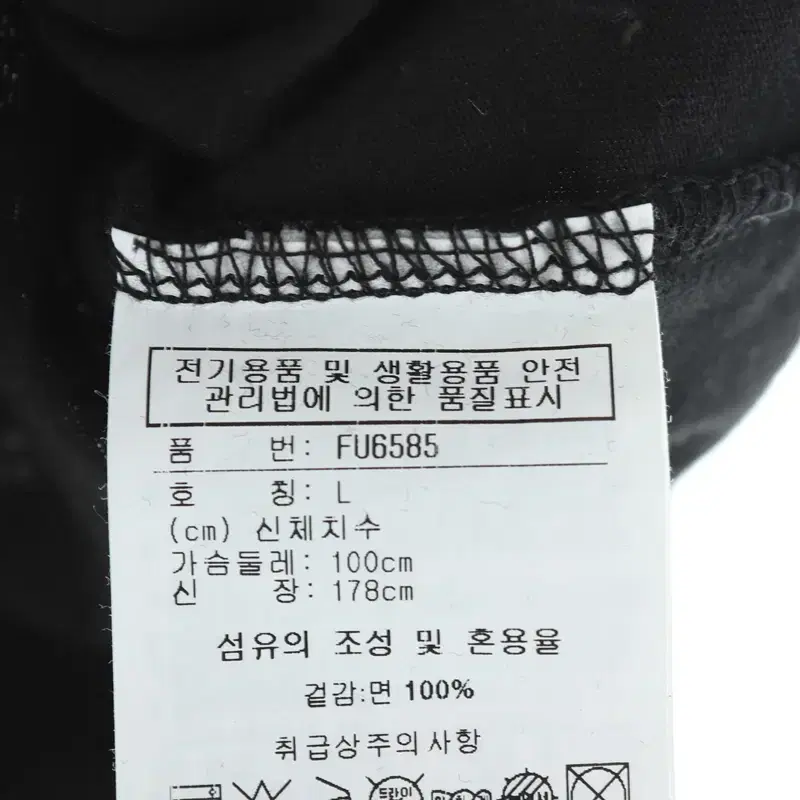 전기용품 및 생활용품 안전
관리법에 의한 품질표시
품 번: FU6585
호 칭: L
(cm) 신체치수
가슴둘레: 100cm
신 장: 178cm
섬유의 조성 및 혼용율
겉감:면 100%
취급상주의사항
드라이